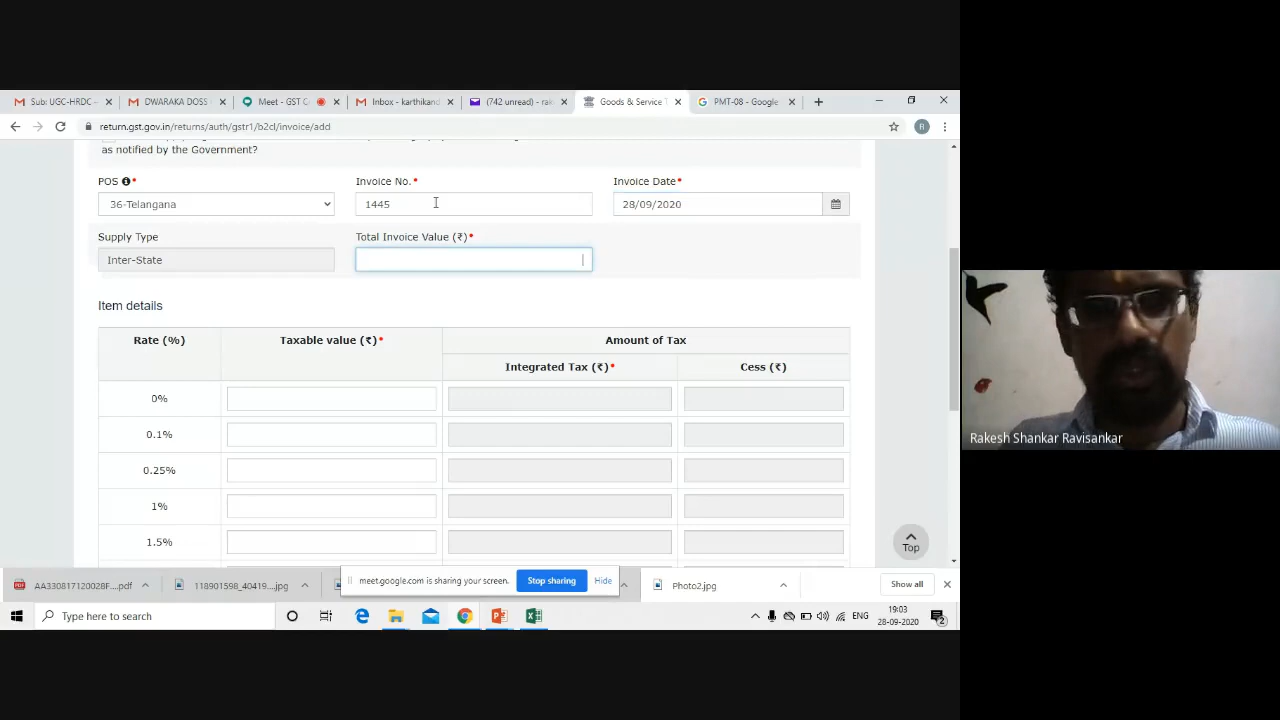 Sub: UGC-HRDC - DWARAKA DOSS Meet - GST C Inbox - karthikand (742 unread) - rak Goods & Service T PMT-08 - Google
return.gst.gov.in/returns/auth/gstr1/b2cl/invoice/add R
as notified by the Government?
POS * Invoice No. * Invoice Date*
36-Telangana 1445 28/09/2020
Supply Type Total Invoice Value (₹)*
Inter-State
Item details
Rate (%) Taxable value (₹)* Amount of Tax
Integrated Tax (₹)* Cess (₹)
0%
0.1%
0.25%
1%
1.5%
Top
AA330817120028F....pdf 118901598_40419...jpg meet.google.com is sharing your screen. Stop sharing Hide Photo2.jpg Show all
Type here to search ENG 19:03
28-09-2020 2
Rakesh Shankar Ravisankar